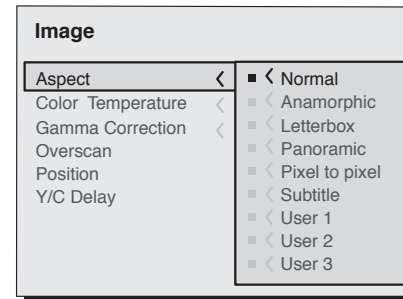 Image
Aspect
Color Temperature
Gamma Correction
Overscan
Position
Y/C Delay
Normal
Anamorphic
Letterbox
Panoramic
Pixel to pixel
Subtitle
User 1
User 2
User 3